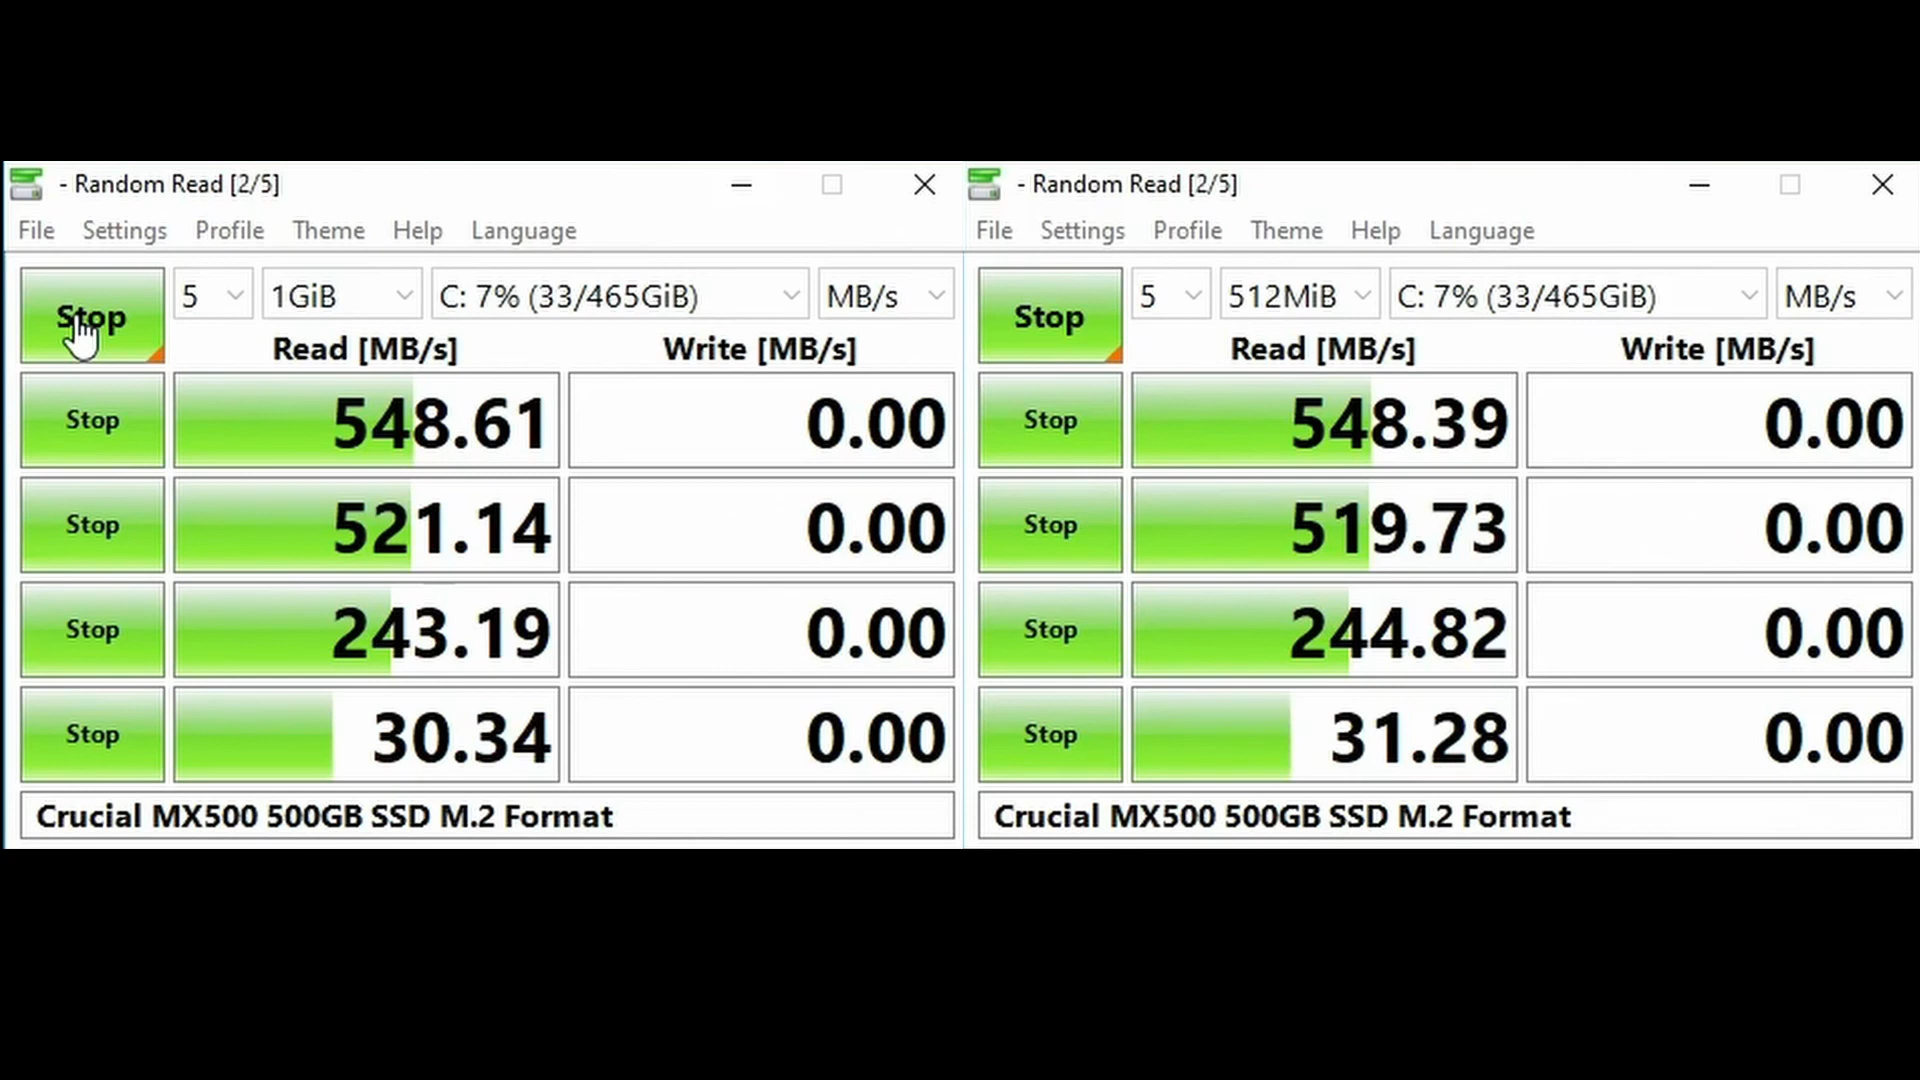 - Random Read [2/5]
File Settings Profile Theme Help Language
Stop 5 1GiB C: 7% (33/465GiB) MB/s
Read [MB/s] Write [MB/s]
Stop 548.61 0.00
Stop 521.14 0.00
Stop 243.19 0.00
Stop 30.34 0.00
Crucial MX500 500GB SSD M.2 Format
- Random Read [2/5]
File Settings Profile Theme Help Language
Stop 5 512MiB C: 7% (33/465GiB) MB/s
Read [MB/s] Write [MB/s]
Stop 548.39 0.00
Stop 519.73 0.00
Stop 244.82 0.00
Stop 31.28 0.00
Crucial MX500 500GB SSD M.2 Format